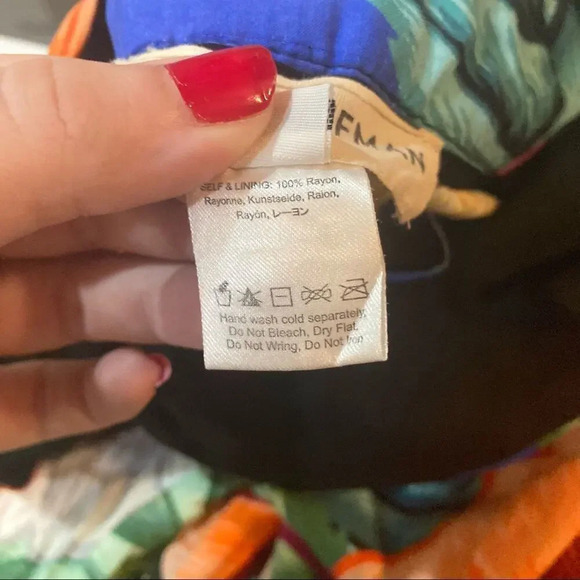 SELF & LINING: 100% Rayon,
Rayonne, Kunstseide, Raion,
Rayón, レーヨン
Hand wash cold separately,
Do Not Bleach, Dry Flat,
Do Not Wring, Do Not Iron